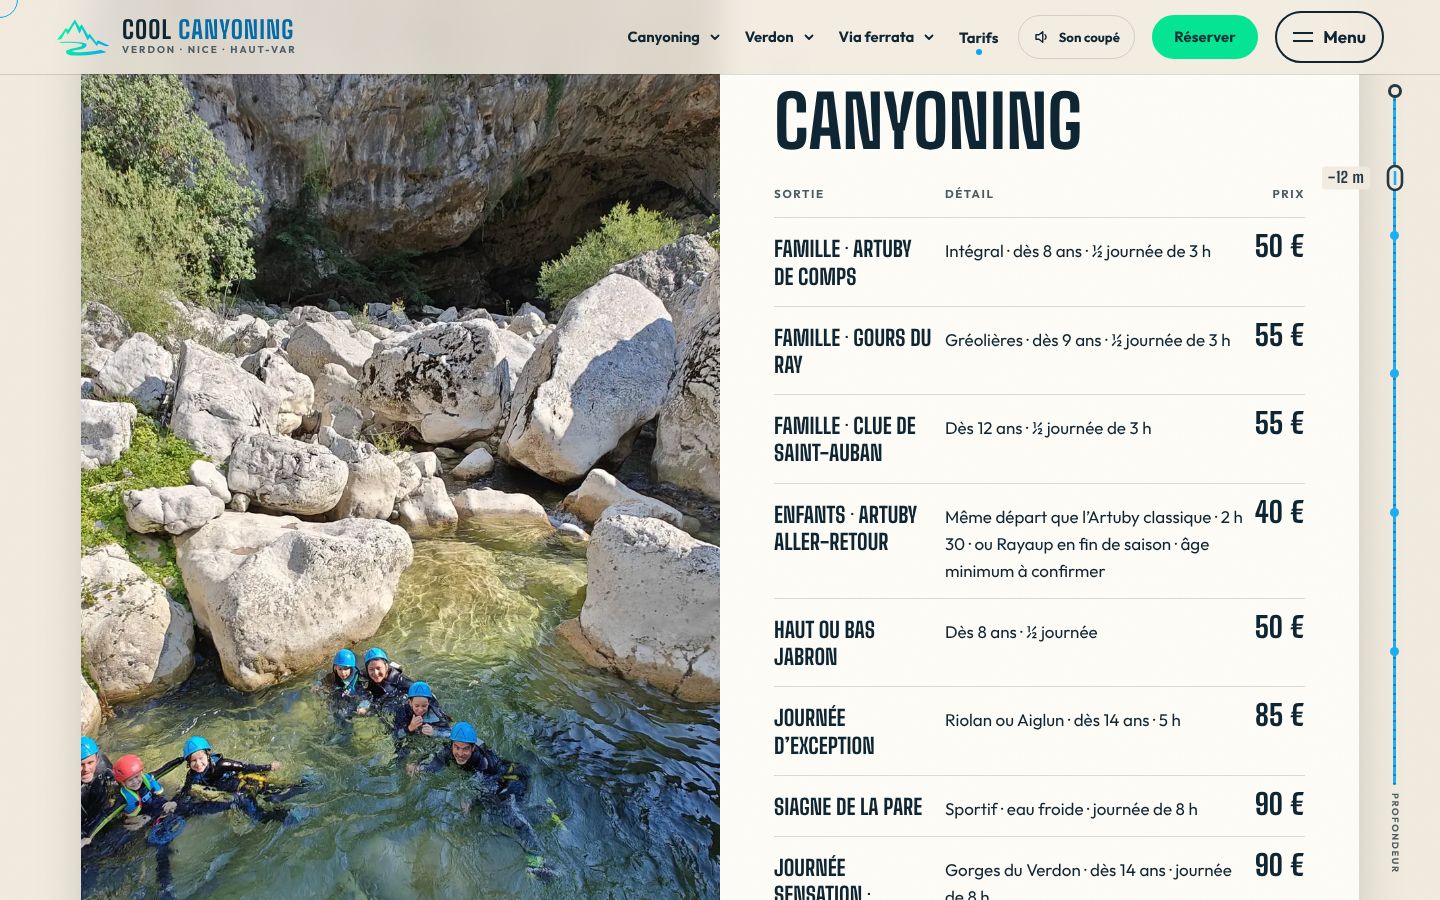 COOL CANYONING
VERDON · NICE · HAUT-VAR
Canyoning
Verdon
Via ferrata
Tarifs
Son coupé
Réserver
Menu
CANYONING
SORTIE DÉTAIL PRIX
FAMILLE · ARTUBY DE COMPS
Intégral · dès 8 ans · ½ journée de 3 h
50 €
FAMILLE · GOURS DU RAY
Gréolières · dès 9 ans · ½ journée de 3 h
55 €
FAMILLE · CLUE DE SAINT-AUBAN
Dès 12 ans · ½ journée de 3 h
55 €
ENFANTS · ARTUBY ALLER-RETOUR
Même départ que l’Artuby classique · 2 h
30 · ou Rayaup en fin de saison · âge
minimum à confirmer
40 €
HAUT OU BAS JABRON
Dès 8 ans · ½ journée
50 €
JOURNÉE D’EXCEPTION
Riolan ou Aiglun · dès 14 ans · 5 h
85 €
SIAGNE DE LA PARE
Sportif · eau froide · journée de 8 h
90 €
JOURNÉE SENSATION ·
Gorges du Verdon · dès 14 ans · journée
de 8 h
90 €
−12 m
PROFONDEUR